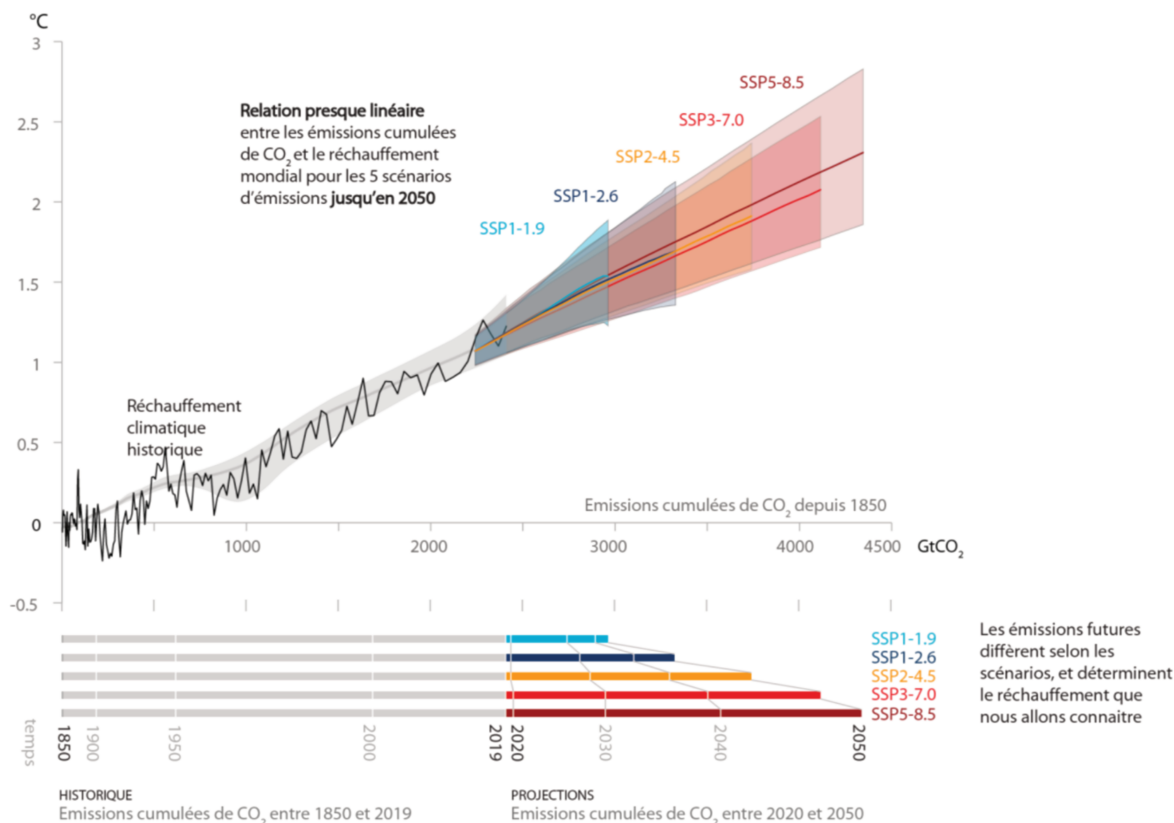 °C
3
2.5
2
1.5
1
0.5
0
-0.5
Relation presque linéaire
entre les émissions cumulées
de CO₂ et le réchauffement
mondial pour les 5 scénarios
d'émissions jusqu'en 2050
SSP1-1.9
SSP1-2.6
SSP2-4.5
SSP3-7.0
SSP5-8.5
Réchauffement
climatique
historique
Emissions cumulées de CO₂ depuis 1850
1000
2000
3000
4000
4500
GtCO₂
SSP1-1.9
SSP1-2.6
SSP2-4.5
SSP3-7.0
SSP5-8.5
Les émissions futures
diffèrent selon les
scénarios, et déterminent
le réchauffement que
nous allons connaitre
temps
1850
1900
1950
2000
2019
2020
2030
2040
2050
HISTORIQUE
Emissions cumulées de CO₂ entre 1850 et 2019
PROJECTIONS
Emissions cumulées de CO₂ entre 2020 et 2050